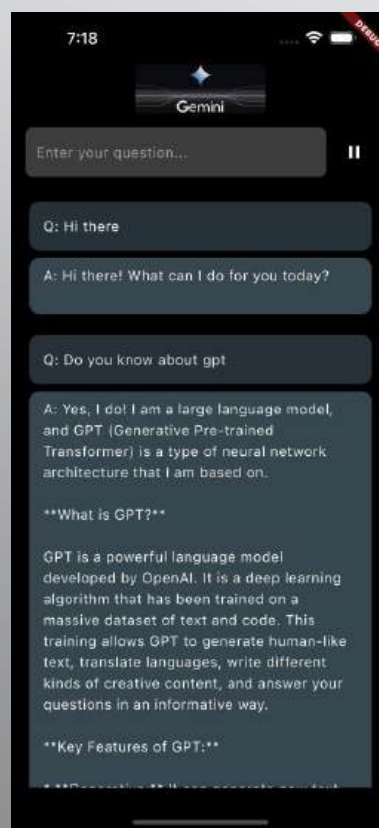 7:18
DEBUG
Gemini
Enter your question...
Q: Hi there
A: Hi there! What can I do for you today?
Q: Do you know about gpt
A: Yes, I do! I am a large language model,
and GPT (Generative Pre-trained
Transformer) is a type of neural network
architecture that I am based on.
**What is GPT?**
GPT is a powerful language model
developed by OpenAI. It is a deep learning
algorithm that has been trained on a
massive dataset of text and code. This
training allows GPT to generate human-like
text, translate languages, write different
kinds of creative content, and answer your
questions in an informative way.
**Key Features of GPT:**